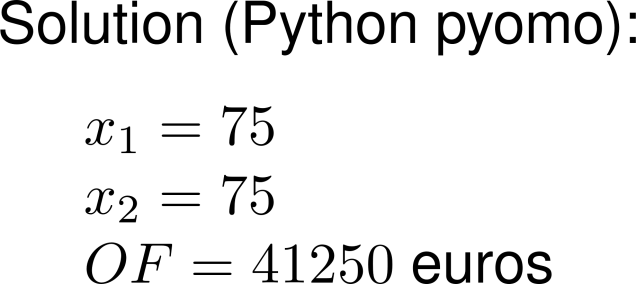 Solution (Python pyomo):
x₁ = 75
x₂ = 75
OF = 41250 euros